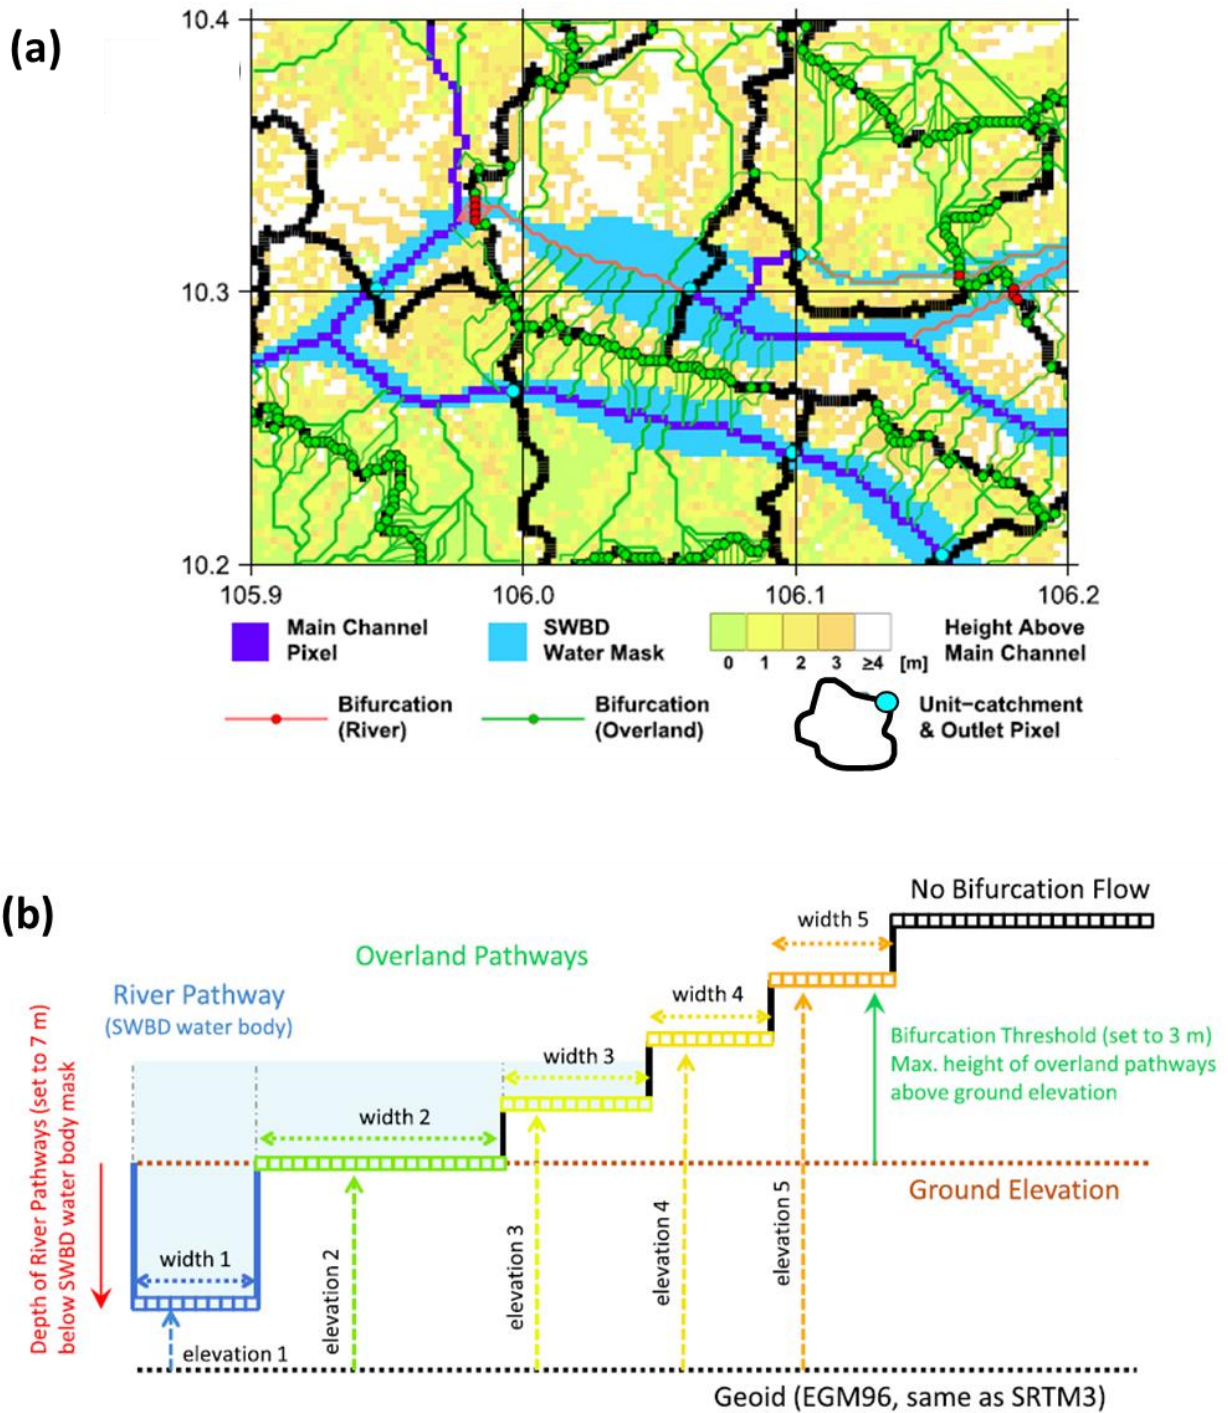 (a)
10.4
10.3
10.2
105.9 106.0 106.1 106.2
Main Channel
Pixel
SWBD
Water Mask
0 1 2 3 ≥4 [m]
Height Above
Main Channel
Bifurcation
(River)
Bifurcation
(Overland)
Unit−catchment
& Outlet Pixel
(b)
No Bifurcation Flow
width 5
Overland Pathways
River Pathway
(SWBD water body)
width 4
width 3
width 2
width 1
Bifurcation Threshold (set to 3 m)
Max. height of overland pathways
above ground elevation
Ground Elevation
Depth of River Pathways (set to 7 m)
below SWBD water body mask
elevation 1
elevation 2
elevation 3
elevation 4
elevation 5
Geoid (EGM96, same as SRTM3)